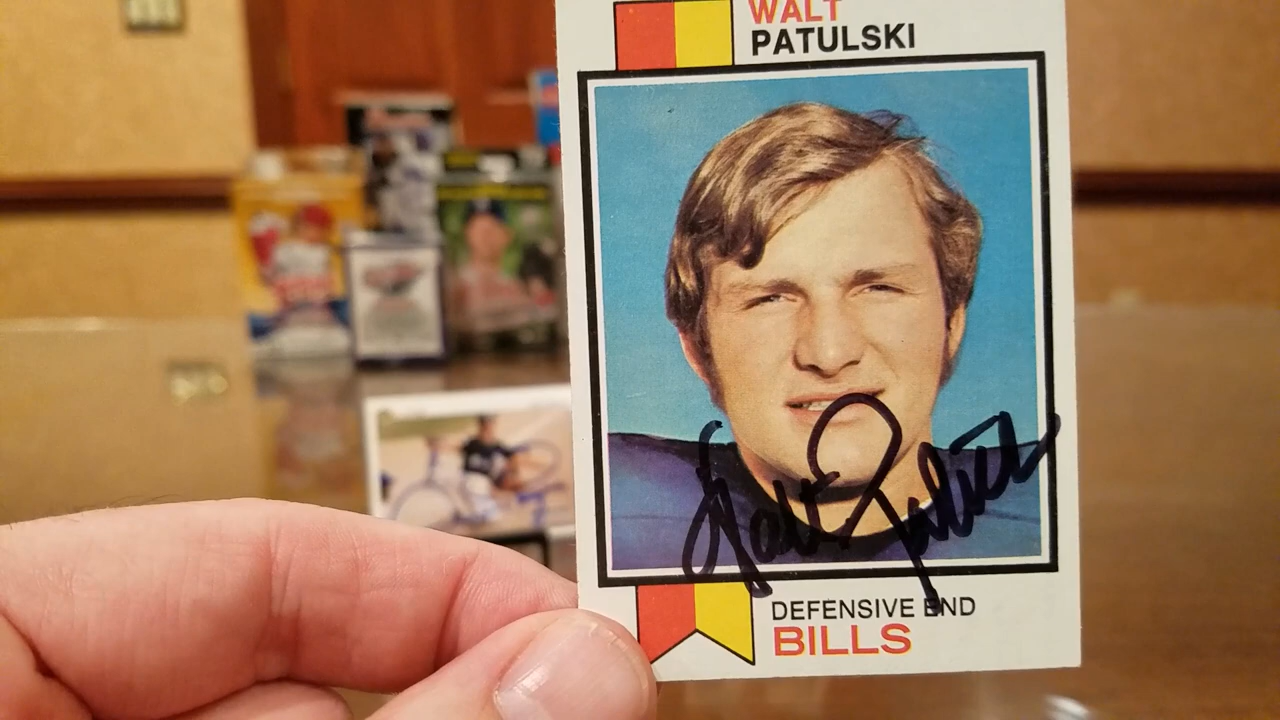 WALT
PATULSKI
Walt Patulski
DEFENSIVE END
BILLS